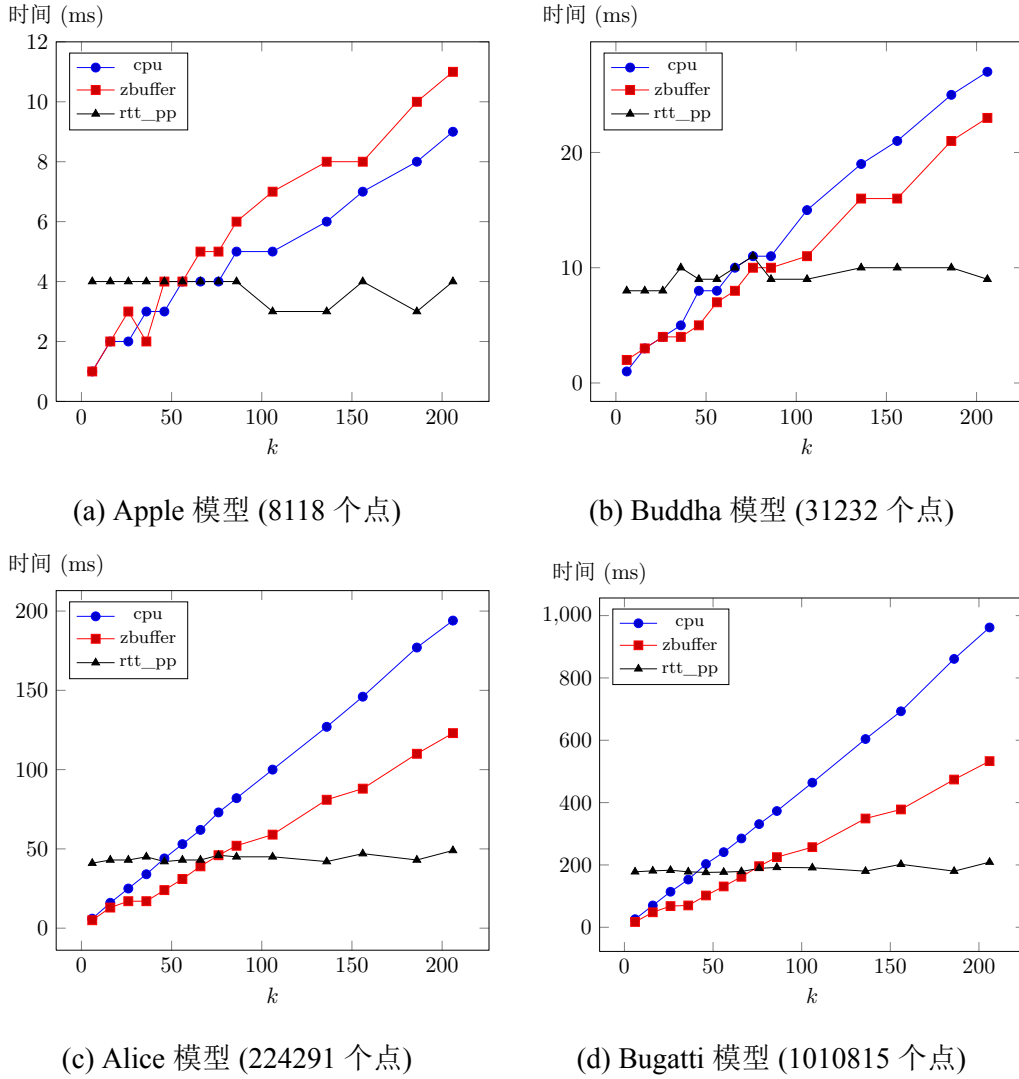 时间 (ms)
12
10
8
6
4
2
0
0 50 100 150 200
k
cpu
zbuffer
rtt_pp
(a) Apple 模型 (8118 个点)
时间 (ms)
20
10
0
0 50 100 150 200
k
cpu
zbuffer
rtt_pp
(b) Buddha 模型 (31232 个点)
时间 (ms)
200
150
100
50
0
0 50 100 150 200
k
cpu
zbuffer
rtt_pp
(c) Alice 模型 (224291 个点)
时间 (ms)
1,000
800
600
400
200
0
0 50 100 150 200
k
cpu
zbuffer
rtt_pp
(d) Bugatti 模型 (1010815 个点)